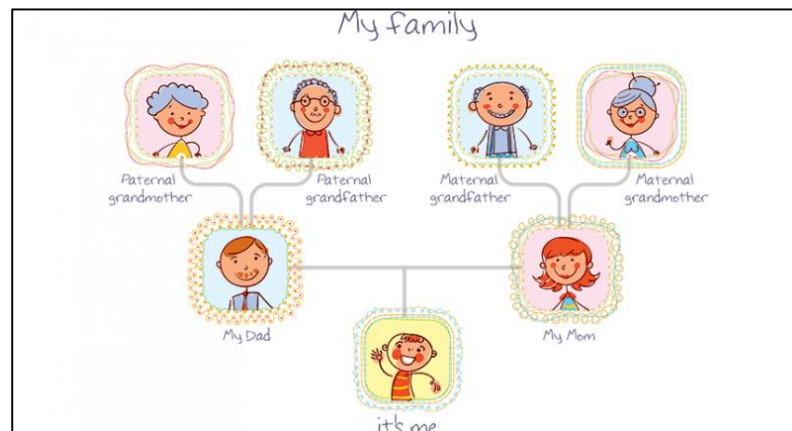 My family
Paternal
grandmother
Paternal
grandfather
Maternal
grandfather
Maternal
grandmother
My Dad
My Mom
it's me